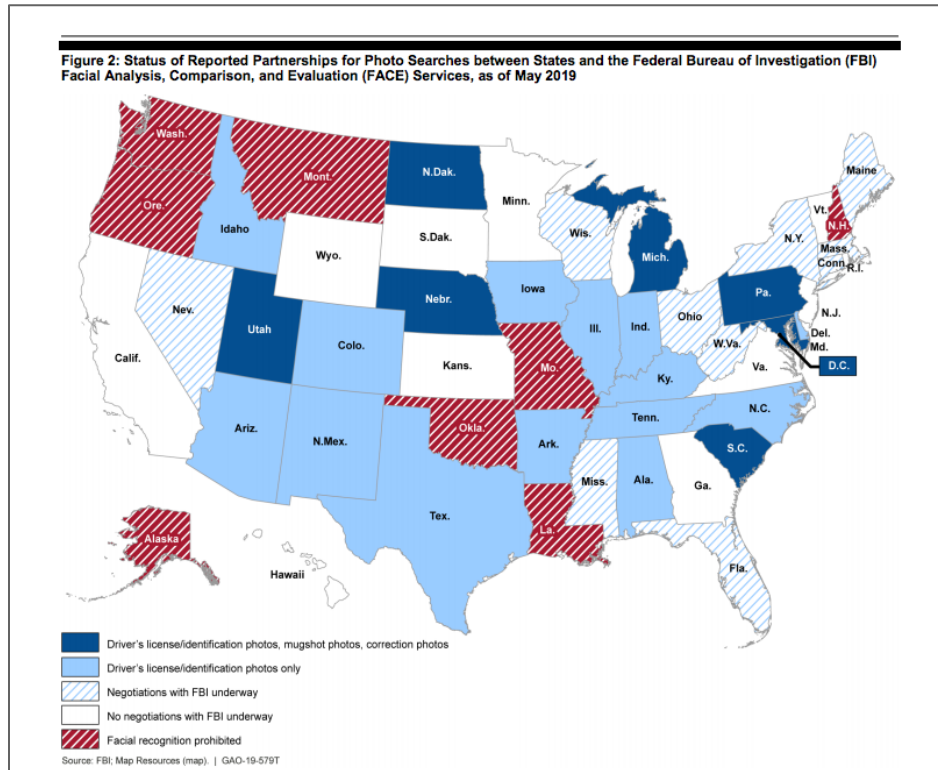 Figure 2: Status of Reported Partnerships for Photo Searches between States and the Federal Bureau of Investigation (FBI)
Facial Analysis, Comparison, and Evaluation (FACE) Services, as of May 2019
Wash.
Mont.
N.Dak.
Minn.
Maine
Ore.
Idaho
Wyo.
S.Dak.
Wis.
Mich.
N.Y.
Vt.
N.H.
Mass.
Conn.
R.I.
Nev.
Utah
Colo.
Nebr.
Iowa
Ill.
Ind.
Ohio
Pa.
N.J.
Del.
Md.
D.C.
W.Va.
Va.
Calif.
Kans.
Mo.
Ky.
Ariz.
N.Mex.
Okla.
Ark.
Tenn.
N.C.
S.C.
Tex.
La.
Miss.
Ala.
Ga.
Fla.
Alaska
Hawaii
Driver's license/identification photos, mugshot photos, correction photos
Driver's license/identification photos only
Negotiations with FBI underway
No negotiations with FBI underway
Facial recognition prohibited
Source: FBI; Map Resources (map). | GAO-19-579T